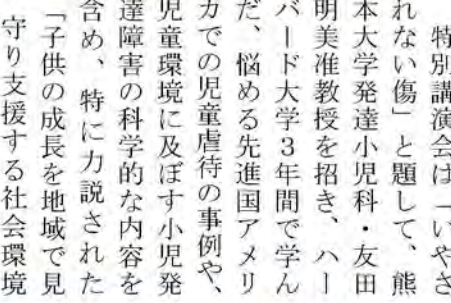 特別講演会は「いやさ
れない傷」と題して、熊
本大学発達小児科・友田
明美准教授を招き、ハー
バード大学3年間で学ん
だ、悩める先進国アメリ
カでの児童虐待の事例や、
児童環境に及ぼす小児発
達障害の科学的な内容を
含め、特に力説された
「子供の成長を地域で見
守り支援する社会環境